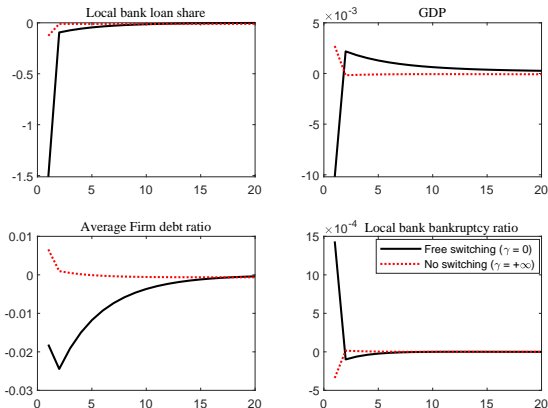 Local bank loan share
0
-0.5
-1
-1.5
0 5 10 15 20
GDP
×10⁻³
5
0
-5
-10
0 5 10 15 20
Average Firm debt ratio
0.01
0
-0.01
-0.02
-0.03
0 5 10 15 20
Local bank bankruptcy ratio
×10⁻⁴
15
10
5
0
-5
0 5 10 15 20
Free switching (γ = 0)
No switching (γ = +∞)